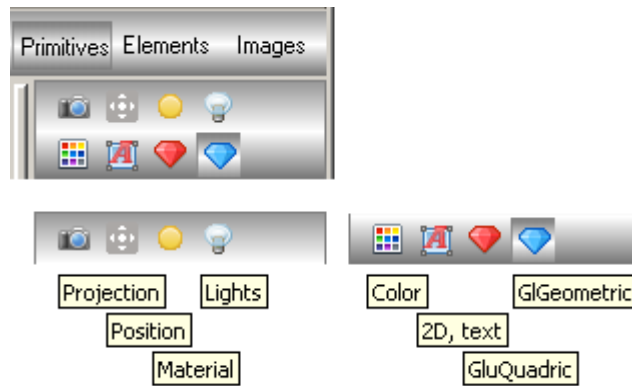 Primitives Elements Images
Projection Lights Color GlGeometric
Position 2D, text
Material GluQuadric